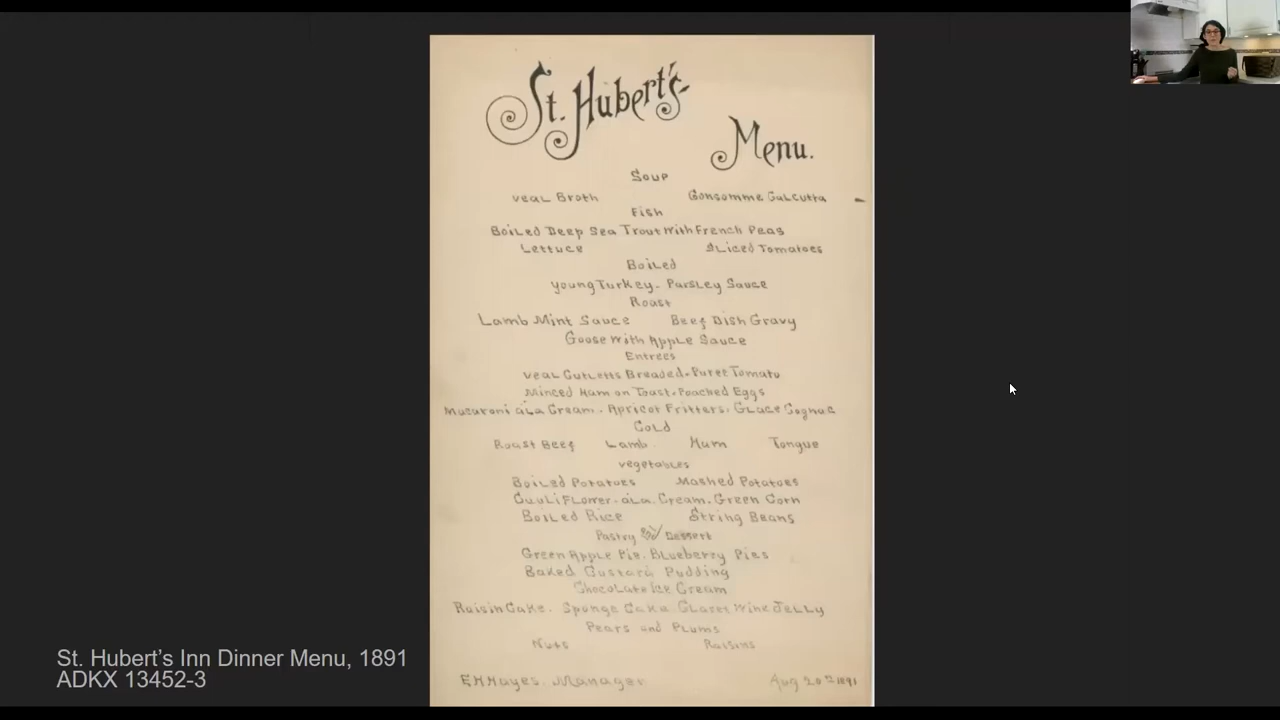 St. Hubert's
Menu.
Soup
Veal Broth Consomme Calcutta
Fish
Boiled Deep Sea Trout With French Peas
Lettuce Sliced Tomatoes
Boiled
Young Turkey - Parsley Sauce
Roast
Lamb Mint Sauce Beef Dish Gravy
Goose With Apple Sauce
Entrees
Veal Cutletts Breaded - Puree Tomato
Minced Ham on Toast - Poached Eggs
Macaroni a La Cream - Apricot Fritters. Glace Cognac
Cold
Roast Beef Lamb Ham Tongue
Vegetables
Boiled Potatoes Mashed Potatoes
Cauliflower - a La Cream - Green Corn
Boiled Rice String Beans
Pastry and Dessert
Green Apple Pie. Blueberry Pies
Baked Custard Pudding
Chocolate Ice Cream
Raisin Cake. Sponge Cake Claret Wine Jelly
Pears and Plums
Nuts Raisins
E H Hayes. Manager Aug 20th 1891
St. Hubert's Inn Dinner Menu, 1891
ADKX 13452-3